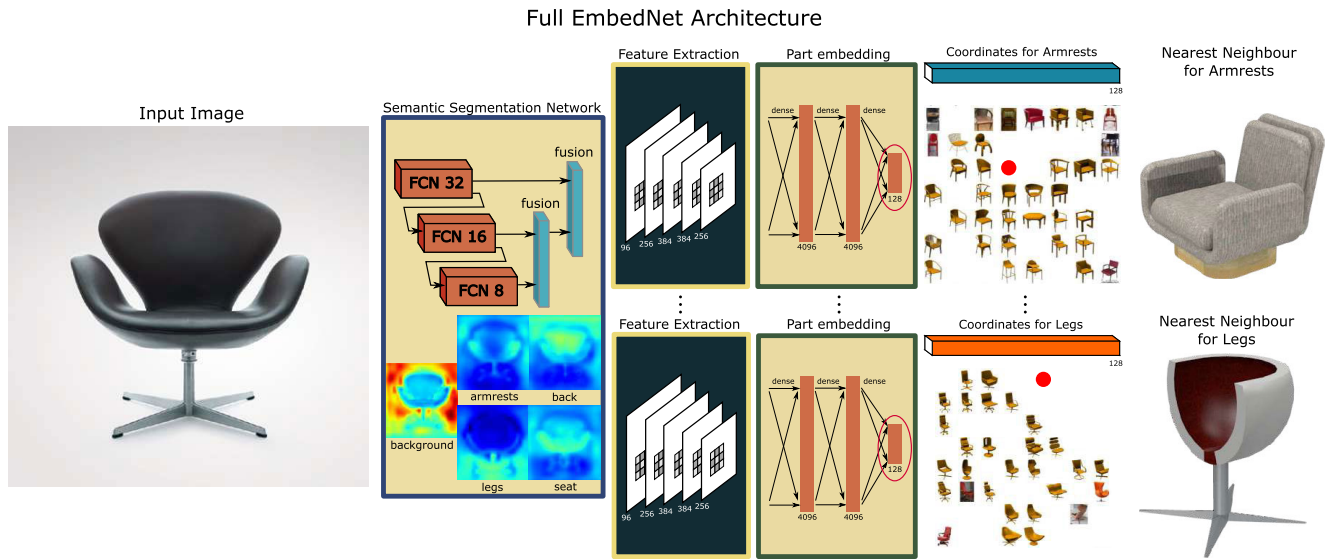 Full EmbedNet Architecture
Input Image
Semantic Segmentation Network
FCN 32
fusion
FCN 16
fusion
FCN 8
background
armrests
back
legs
seat
Feature Extraction
96
256
384
384
256
Part embedding
dense
dense
dense
4096
4096
128
Coordinates for Armrests
128
Nearest Neighbour
for Armrests
Feature Extraction
96
256
384
384
256
Part embedding
dense
dense
dense
4096
4096
128
Coordinates for Legs
128
Nearest Neighbour
for Legs